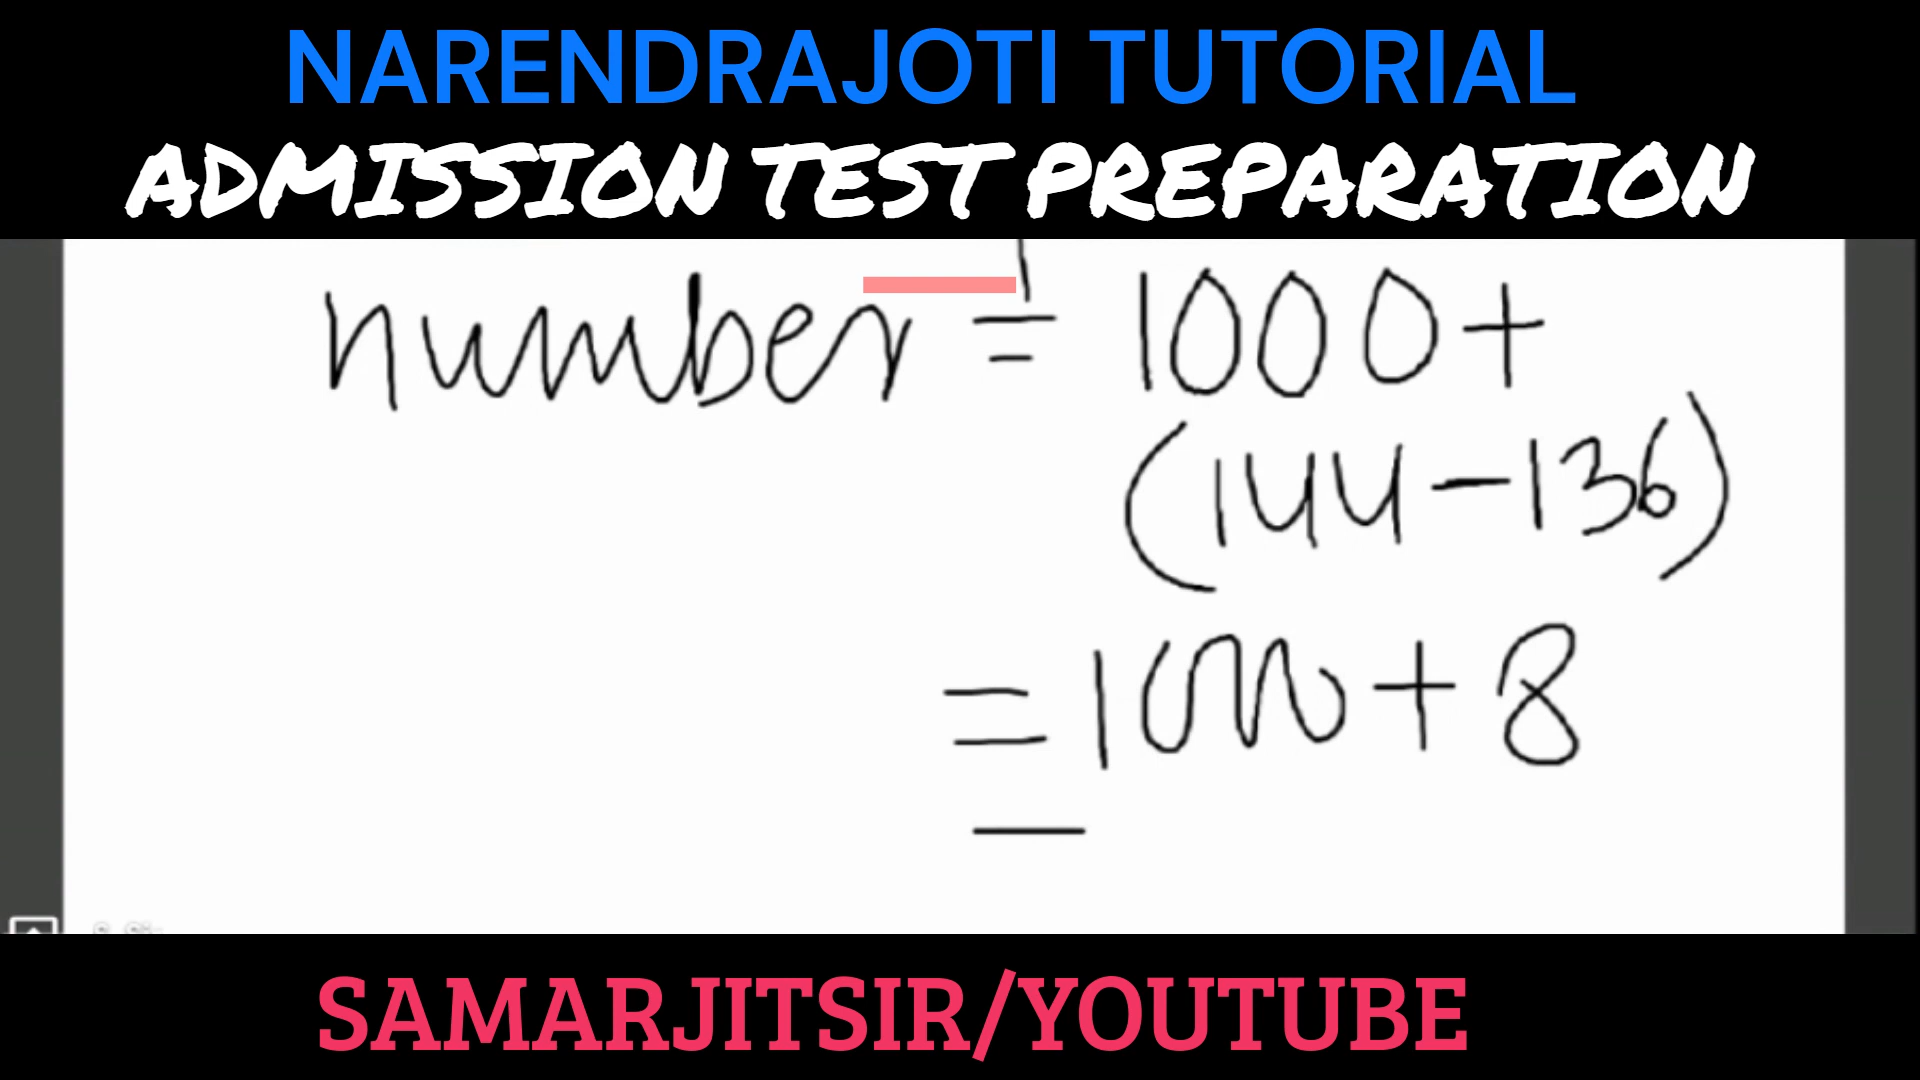 NARENDRAJOTI TUTORIAL
ADMISSION TEST PREPARATION
number = 1000 +
(144 - 136)
= 1000 + 8
SAMARJITSIR/YOUTUBE